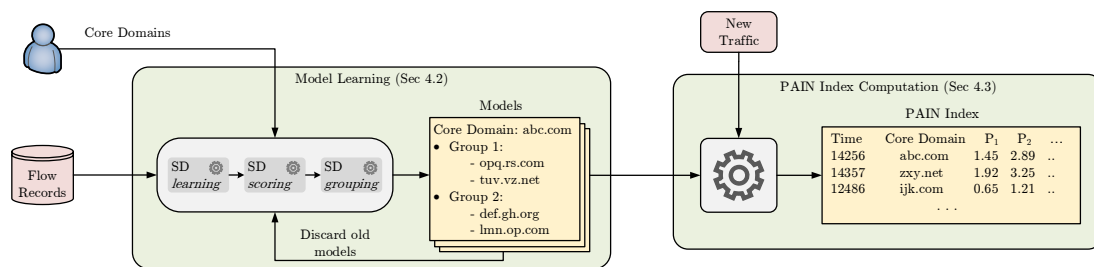 Core Domains
New
Traffic
Model Learning (Sec 4.2)
PAIN Index Computation (Sec 4.3)
Flow
Records
SD
learning
SD
scoring
SD
grouping
Models
Core Domain: abc.com
• Group 1:
- opq.rs.com
- tuv.vz.net
• Group 2:
- def.gh.org
- lmn.op.com
Discard old
models
PAIN Index
Time Core Domain P₁ P₂ ...
14256 abc.com 1.45 2.89 ..
14357 zxy.net 1.92 3.25 ..
12486 ijk.com 0.65 1.21 ..
. . .